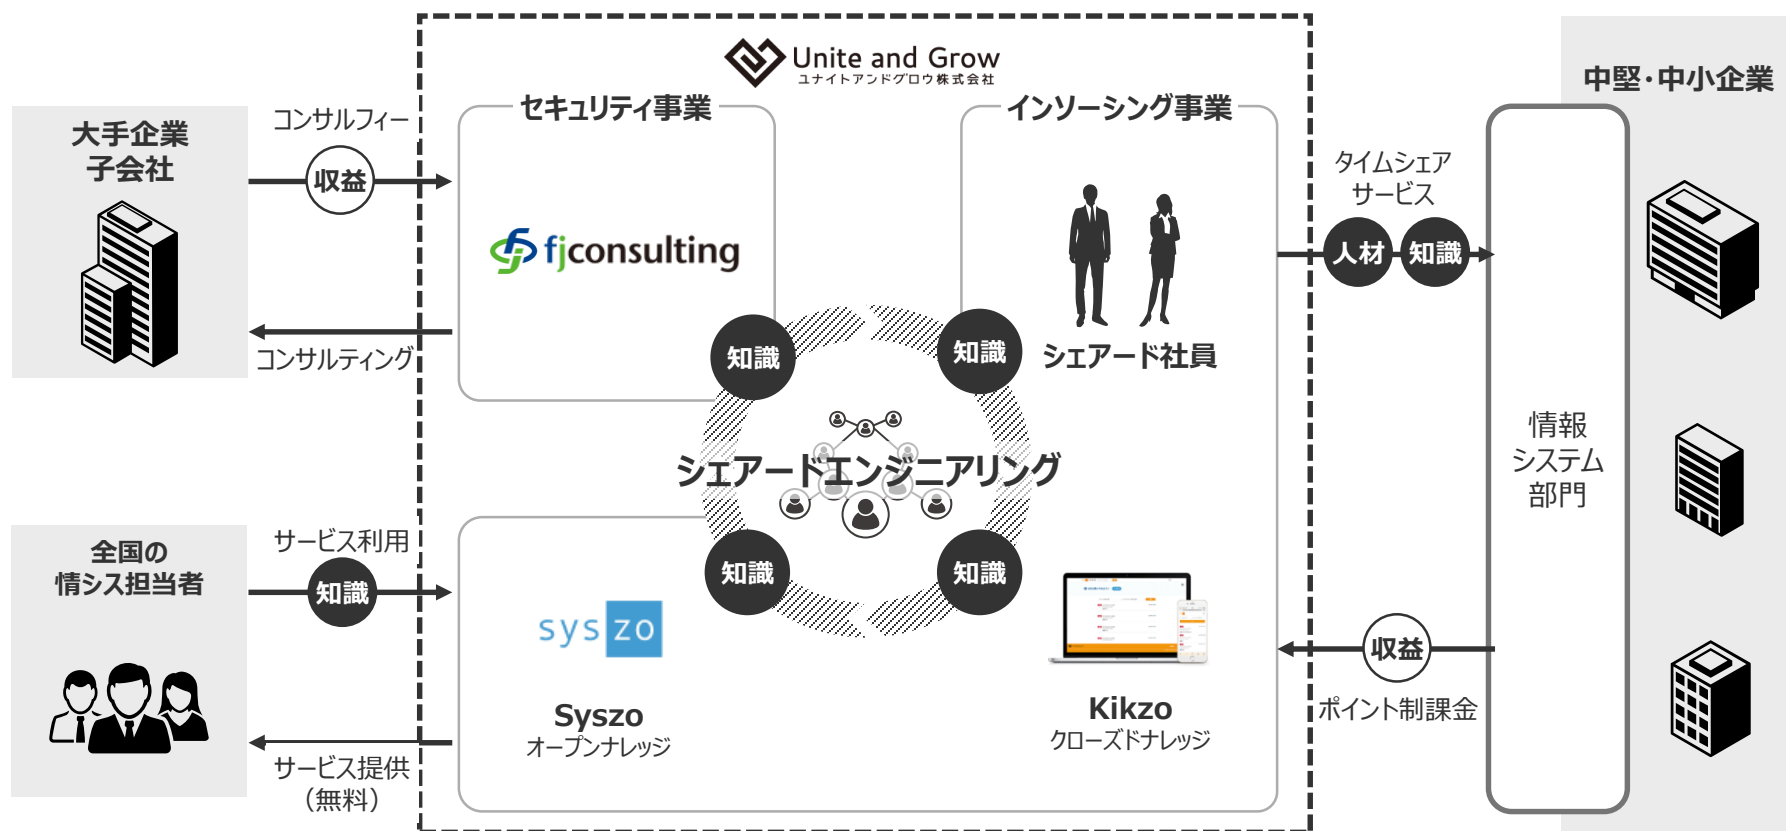 Unite and Grow
ユナイトアンドグロウ株式会社
大手企業
子会社
コンサルフィー
収益
コンサルティング
セキュリティ事業
fjconsulting
インソーシング事業
シェアード社員
知識
知識
シェアードエンジニアリング
知識
知識
全国の
情シス担当者
サービス利用
知識
サービス提供
（無料）
sys zo
Syszo
オープンナレッジ
Kikzo
クローズドナレッジ
タイムシェア
サービス
人材
知識
収益
ポイント制課金
中堅・中小企業
情報
システム
部門